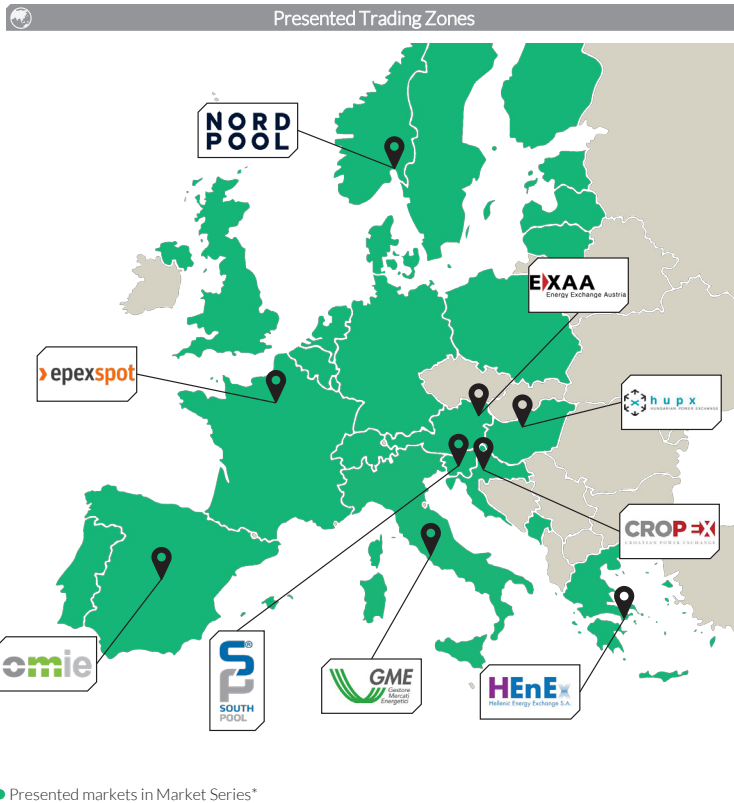 Presented Trading Zones
NORD
POOL
EXAA
Energy Exchange Austria
epexspot
hupx
HUNGARIAN POWER EXCHANGE
CROPEX
CROATIAN POWER EXCHANGE
omie
SP®
SOUTH
POOL
GME
Gestore
Mercati
Energetici
HEnEx
Hellenic Energy Exchange S.A.
Presented markets in Market Series*